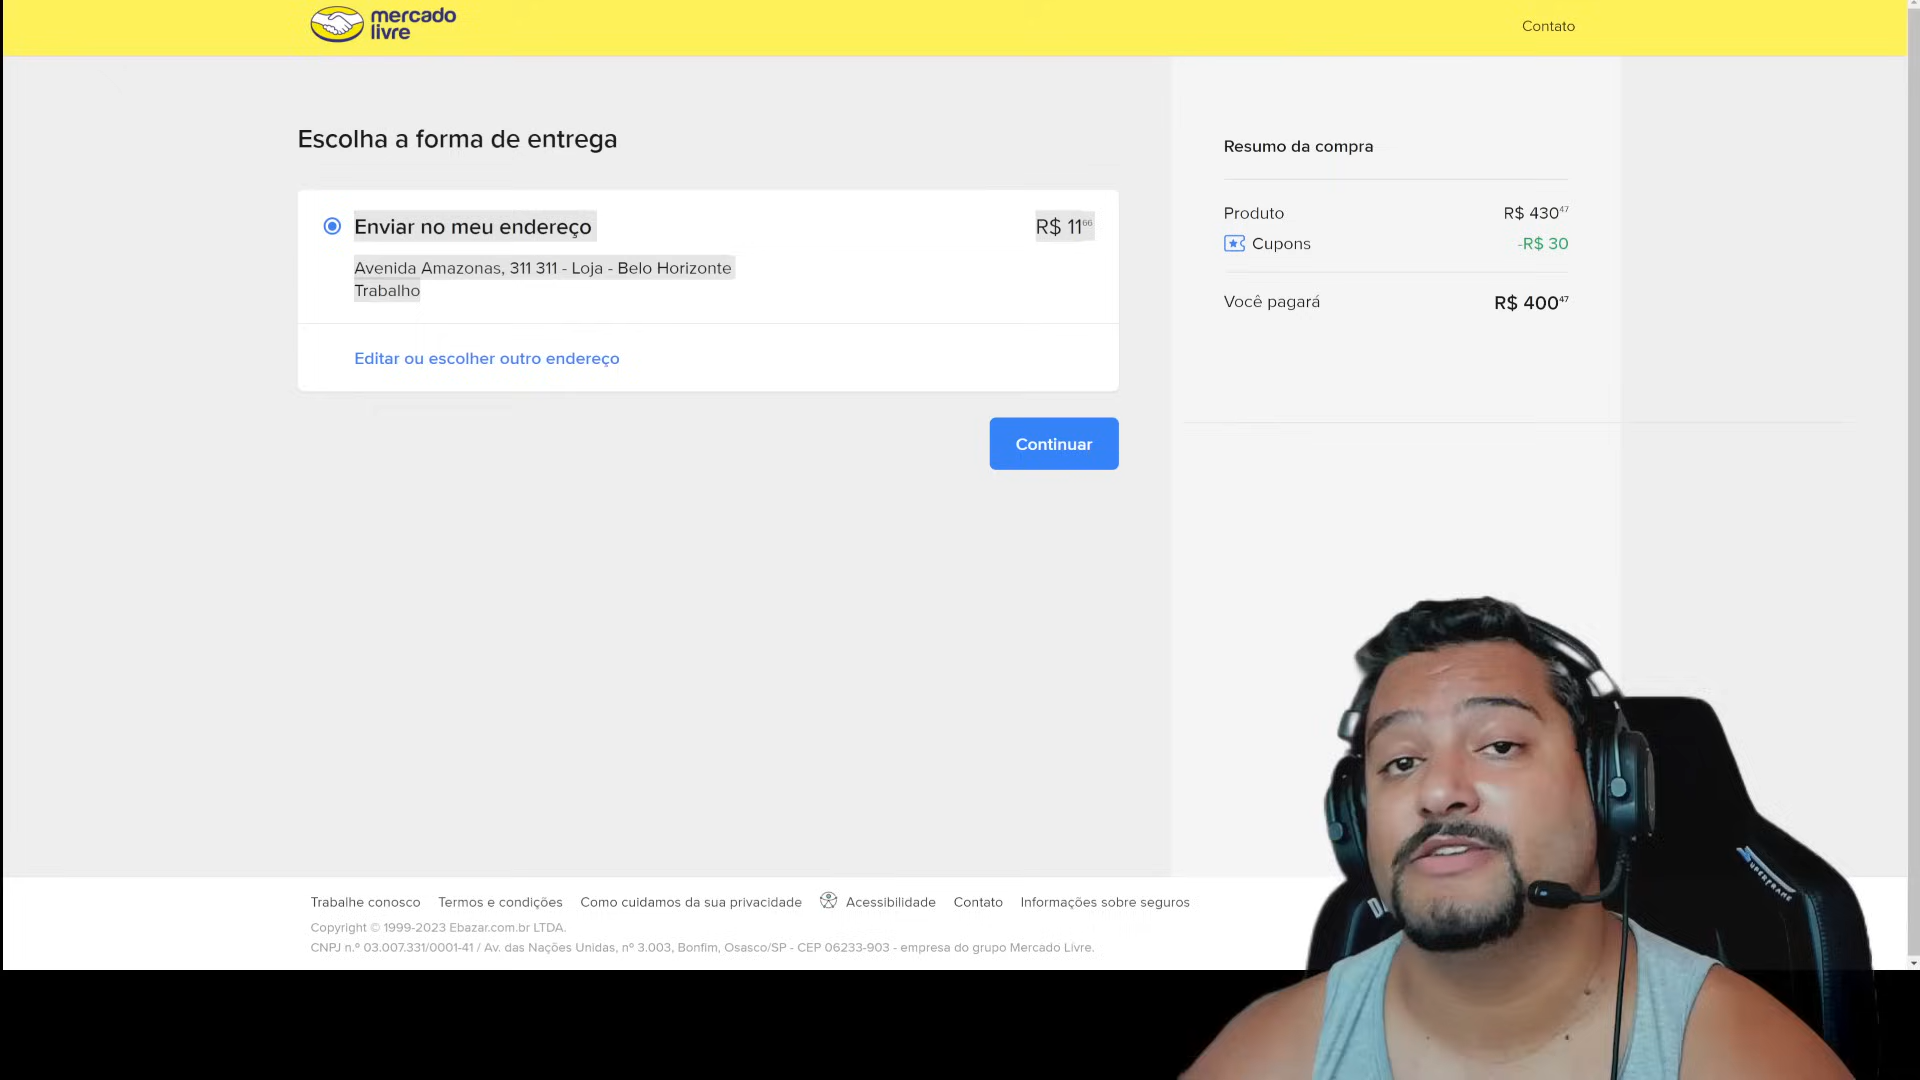 mercado
livre
Contato
Escolha a forma de entrega
Enviar no meu endereço
R$ 11⁶⁶
Avenida Amazonas, 311 311 - Loja - Belo Horizonte
Trabalho
Editar ou escolher outro endereço
Continuar
Resumo da compra
Produto R$ 430⁴⁷
Cupons -R$ 30
Você pagará R$ 400⁴⁷
Trabalhe conosco Termos e condições Como cuidamos da sua privacidade Acessibilidade Contato Informações sobre seguros
Copyright © 1999-2023 Ebazar.com.br LTDA.
CNPJ n.º 03.007.331/0001-41 / Av. das Nações Unidas, nº 3.003, Bonfim, Osasco/SP - CEP 06233-903 - empresa do grupo Mercado Livre.
SUPERFRAME